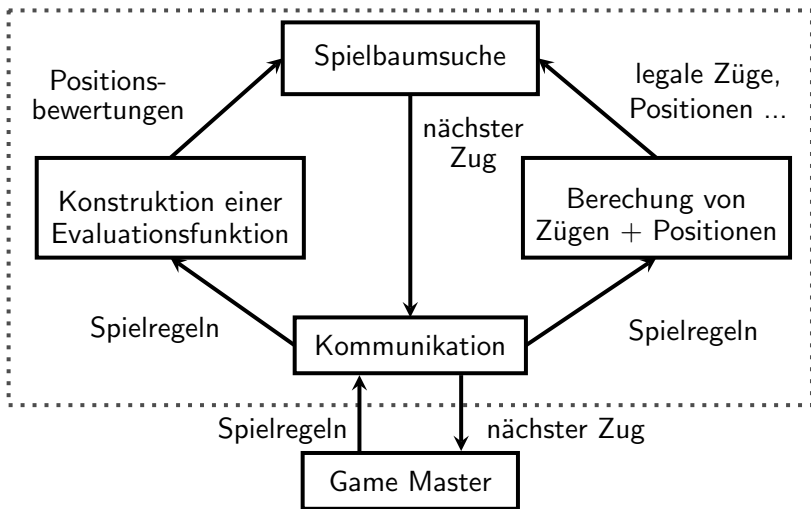 Spielbaumsuche
Positions-
bewertungen
legale Züge,
Positionen ...
nächster
Zug
Konstruktion einer
Evaluationsfunktion
Berechung von
Zügen + Positionen
Spielregeln
Spielregeln
Kommunikation
Spielregeln
nächster Zug
Game Master